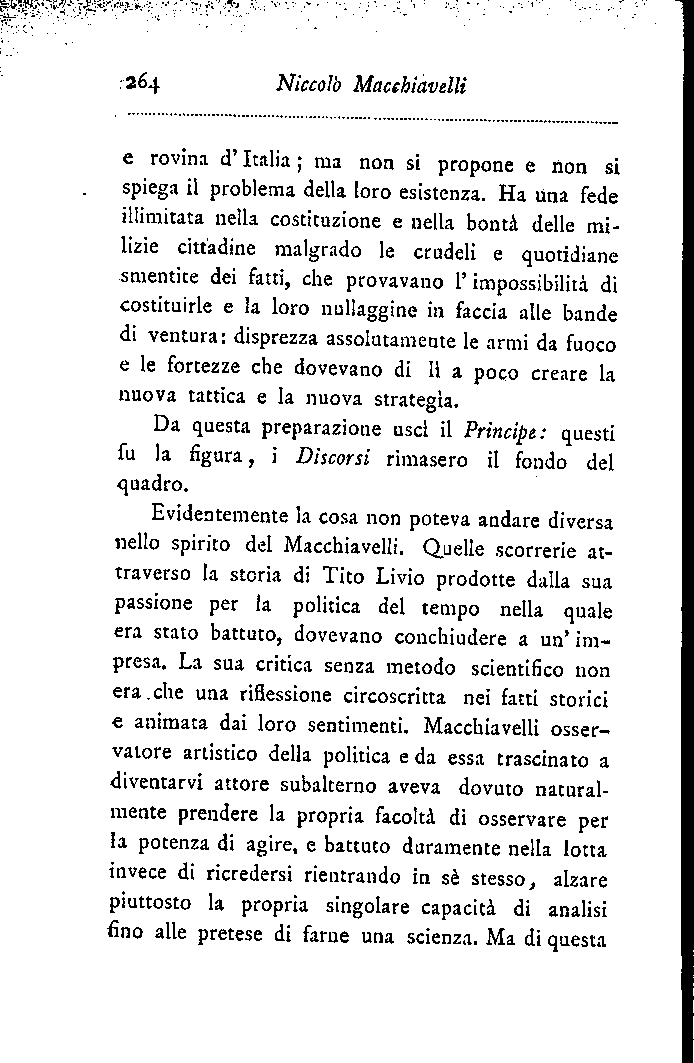 264 Niccolò Macchiavelli
e rovina d'Italia; ma non si propone e non si
spiega il problema della loro esistenza. Ha una fede
illimitata nella costituzione e nella bontà delle mi-
lizie cittadine malgrado le crudeli e quotidiane
smentite dei fatti, che provavano l'impossibilità di
costituirle e la loro nullaggine in faccia alle bande
di ventura: disprezza assolutamente le armi da fuoco
e le fortezze che dovevano di lì a poco creare la
nuova tattica e la nuova strategia.
Da questa preparazione uscì il Principe: questi
fu la figura, i Discorsi rimasero il fondo del
quadro.
Evidentemente la cosa non poteva andare diversa
nello spirito del Macchiavelli. Quelle scorrerie at-
traverso la storia di Tito Livio prodotte dalla sua
passione per la politica del tempo nella quale
era stato battuto, dovevano conchiudere a un'im-
presa. La sua critica senza metodo scientifico non
era che una riflessione circoscritta nei fatti storici
e animata dai loro sentimenti. Macchiavelli osser-
vatore artistico della politica e da essa trascinato a
diventarvi attore subalterno aveva dovuto natural-
mente prendere la propria facoltà di osservare per
la potenza di agire, e battuto duramente nella lotta
invece di ricredersi rientrando in sè stesso, alzare
piuttosto la propria singolare capacità di analisi
fino alle pretese di farne una scienza. Ma di questa